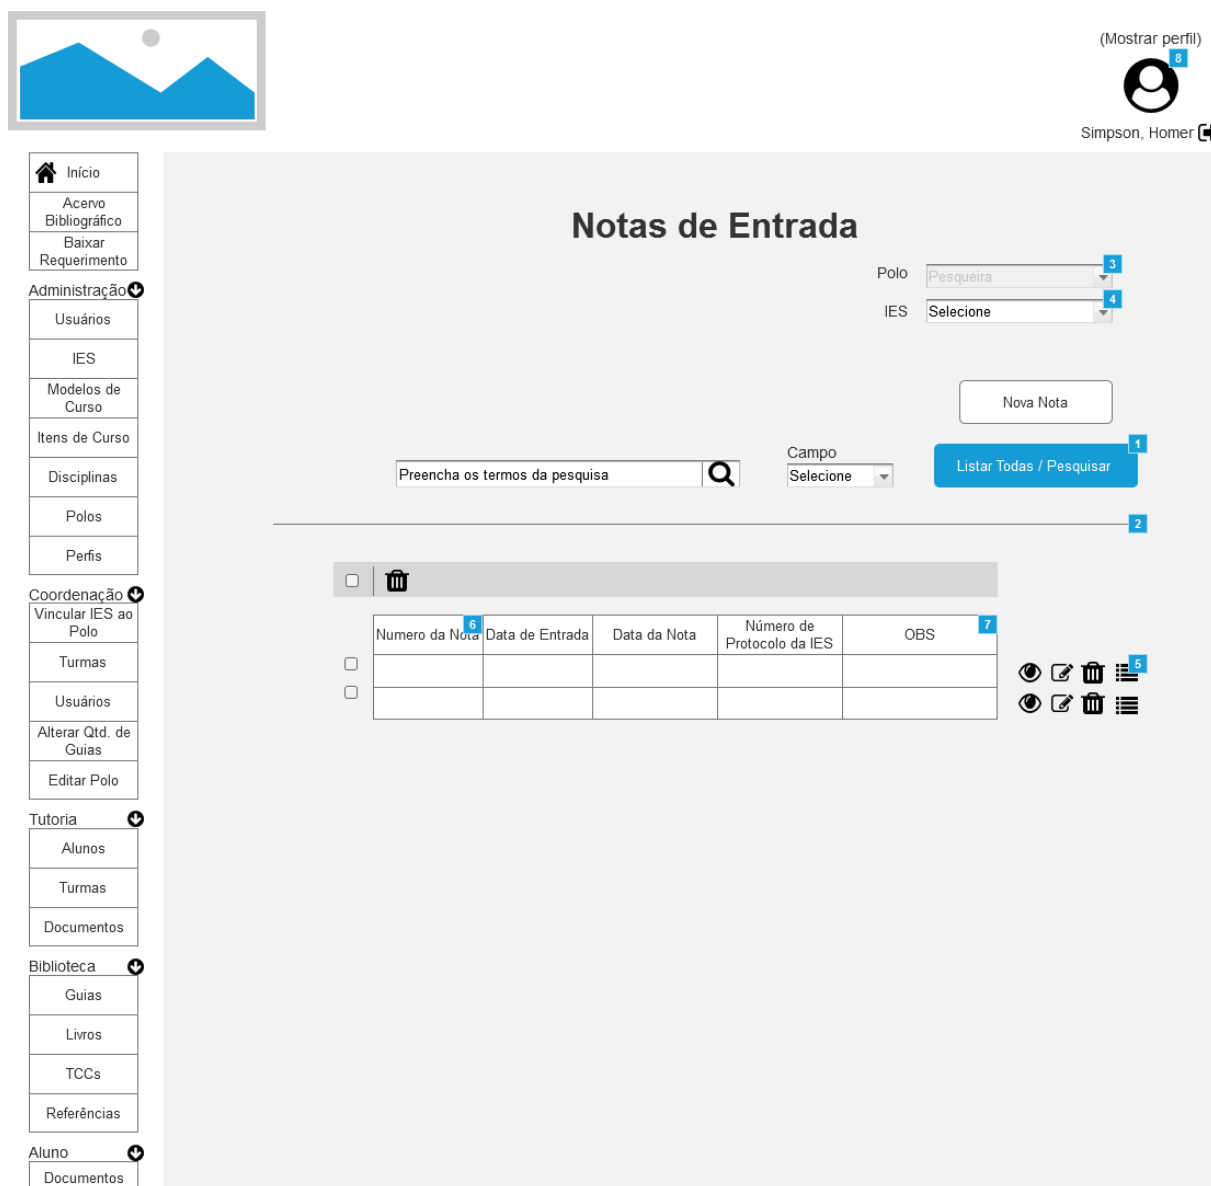 (Mostrar perfil)
8
Simpson, Homer
Início
Acervo
Bibliográfico
Baixar
Requerimento
Administração
Usuários
IES
Modelos de
Curso
Itens de Curso
Disciplinas
Polos
Perfis
Coordenação
Vincular IES ao
Polo
Turmas
Usuários
Alterar Qtd. de
Guias
Editar Polo
Tutoria
Alunos
Turmas
Documentos
Biblioteca
Guias
Livros
TCCs
Referências
Aluno
Documentos
Notas de Entrada
Polo Pesqueira 3
IES Selecione 4
Nova Nota
Preencha os termos da pesquisa
Campo
Selecione
Listar Todas / Pesquisar 1
2
Numero da Nota 6
Data de Entrada
Data da Nota
Número de
Protocolo da IES
OBS 7
5